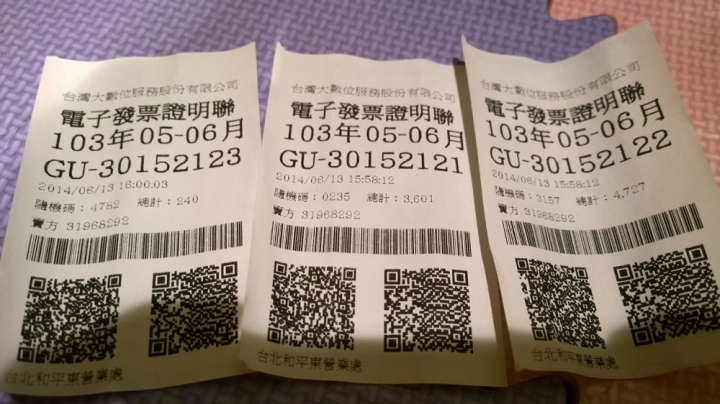 台灣大數位服務股份有限公司
電子發票證明聯
103年05-06月
GU-30152123
2014/06/13 16:00:03
隨機碼：4782 總計：240
賣方 31968292
台北和平東營業處
台灣大數位服務股份有限公司
電子發票證明聯
103年05-06月
GU-30152121
2014/06/13 15:58:12
隨機碼：0235 總計：3,601
賣方 31968292
台北和平東營業處
台灣大數位服務股份有限公司
電子發票證明聯
103年05-06月
GU-30152122
2014/06/13 15:58:12
隨機碼：3157 總計：4,727
賣方 31968292
台北和平東營業處